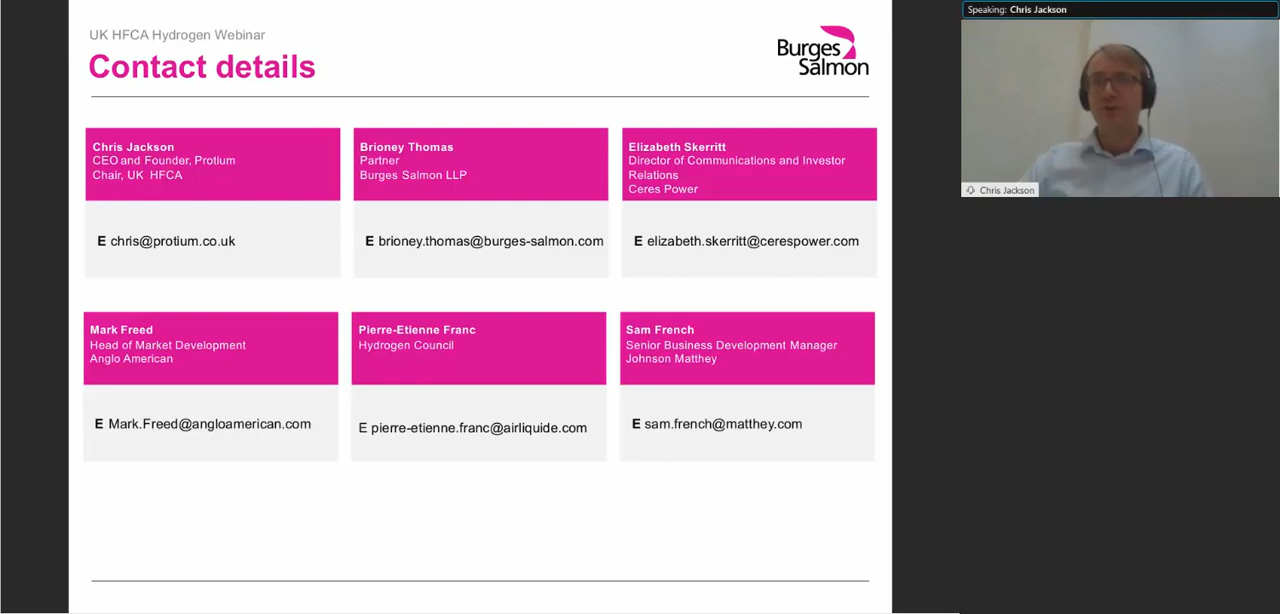 UK HFCA Hydrogen Webinar
Contact details
Burges
Salmon
Chris Jackson
CEO and Founder, Protium
Chair, UK HFCA
E chris@protium.co.uk
Brioney Thomas
Partner
Burges Salmon LLP
E brioney.thomas@burges-salmon.com
Elizabeth Skerritt
Director of Communications and Investor
Relations
Ceres Power
E elizabeth.skerritt@cerespower.com
Mark Freed
Head of Market Development
Anglo American
E Mark.Freed@angloamerican.com
Pierre-Etienne Franc
Hydrogen Council
E pierre-etienne.franc@airliquide.com
Sam French
Senior Business Development Manager
Johnson Matthey
E sam.french@matthey.com
Speaking: Chris Jackson
Chris Jackson